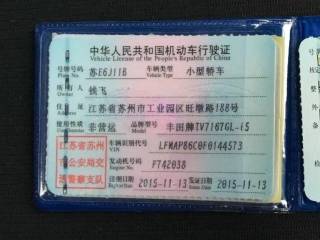 中华人民共和国机动车行驶证
Vehicle License of the People's Republic of China
号牌号码 苏E6J11B 车辆类型 小型轿车
Plate No. Vehicle Type
所有人 钱飞
Owner
住址 江苏省苏州市工业园区旺墩路188号
Address
使用性质 非营运 品牌型号 丰田牌TV7167GL-i5
江苏省苏州 车辆识别代号 LFMAP86C0F0144573
VIN
市公安局交 发动机号码 F742038
Engine No.
通警察支队 注册日期 2015-11-13 发证日期 2015-11-13
Register Date Issue Date